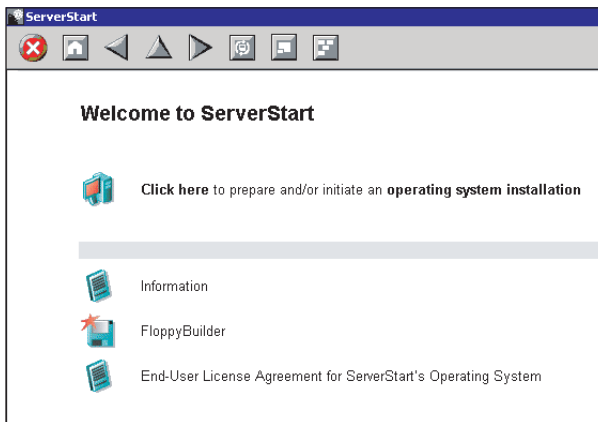 ServerStart
Welcome to ServerStart
Click here to prepare and/or initiate an operating system installation
Information
FloppyBuilder
End-User License Agreement for ServerStart's Operating System